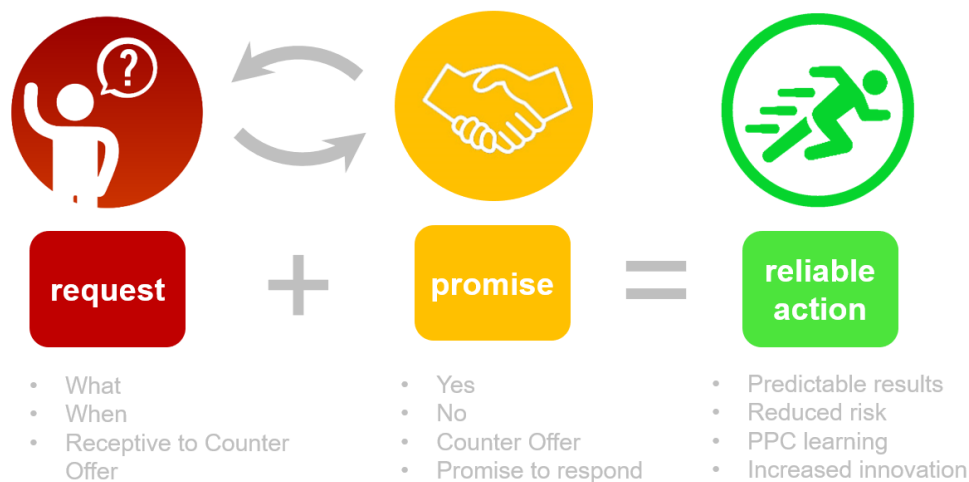 ?
request
+
promise
=
reliable
action
• What
• When
• Receptive to Counter
Offer
• Yes
• No
• Counter Offer
• Promise to respond
• Predictable results
• Reduced risk
• PPC learning
• Increased innovation